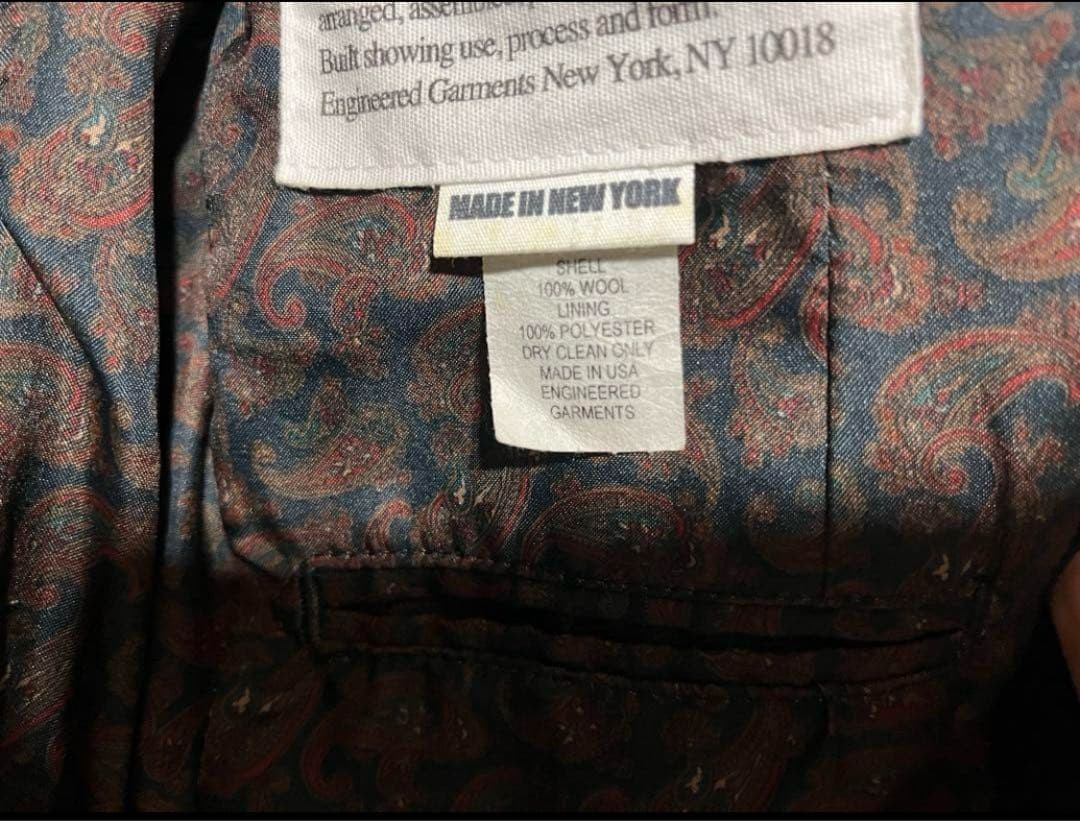 arranged,
Built showing use, process and form.
Engineered Garments New York, NY 10018
MADE IN NEW YORK
SHELL
100% WOOL
LINING
100% POLYESTER
DRY CLEAN ONLY
MADE IN USA
ENGINEERED
GARMENTS